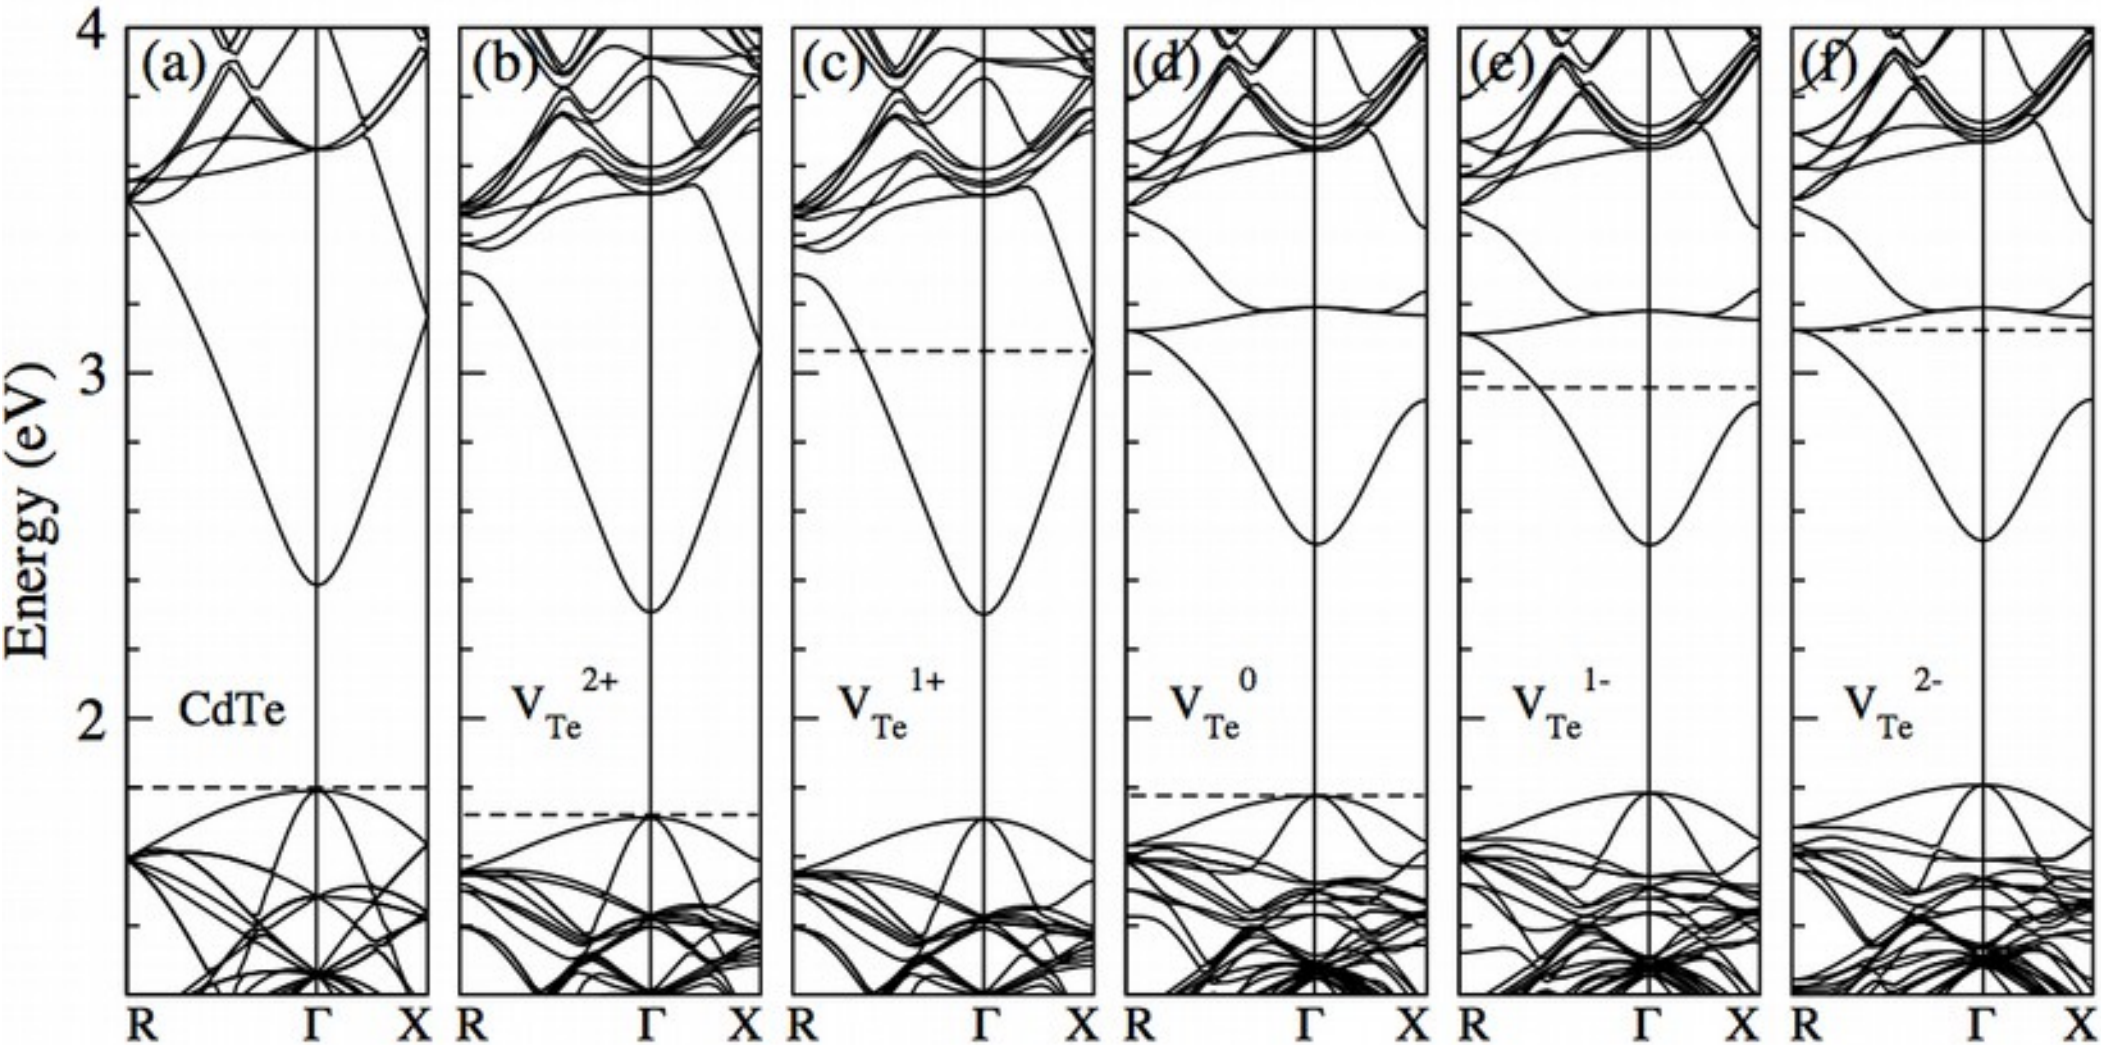 Energy (eV)
4
3
2
(a)
(b)
(c)
(d)
(e)
(f)
CdTe
V_Te^2+
V_Te^1+
V_Te^0
V_Te^1-
V_Te^2-
R Γ X R Γ X R Γ X R Γ X R Γ X R Γ X